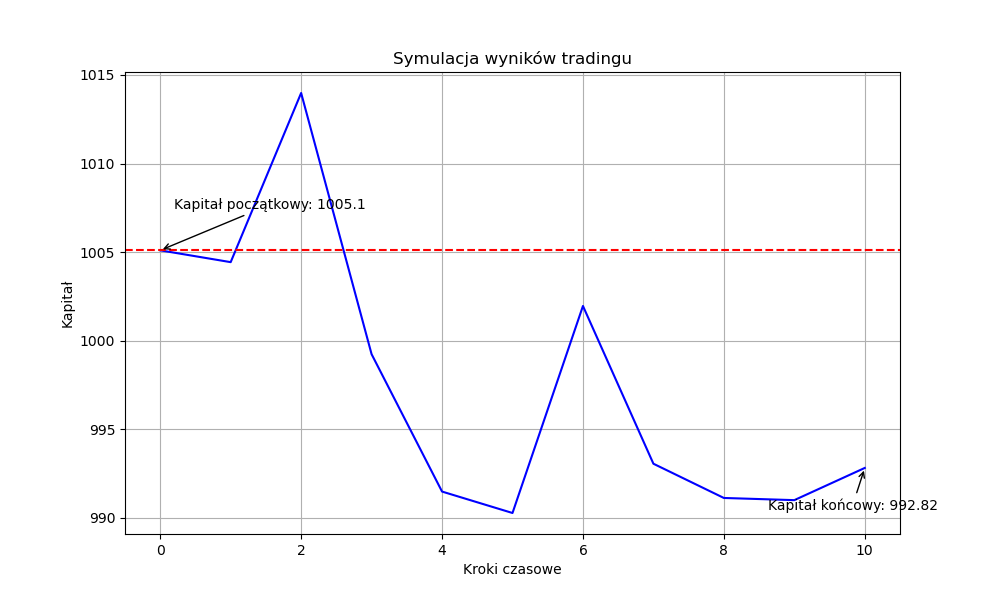 Symulacja wyników tradingu
Kapitał
1015
1010
1005
1000
995
990
Kapitał początkowy: 1005.1
Kapitał końcowy: 992.82
0
2
4
6
8
10
Kroki czasowe